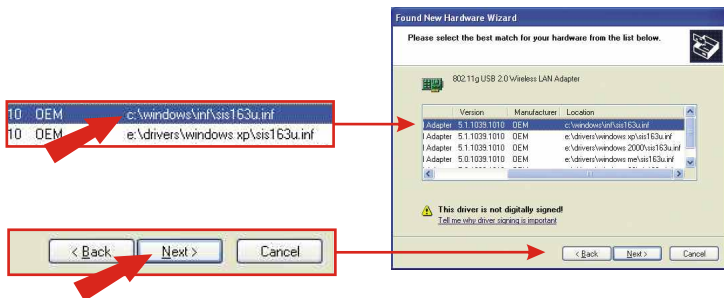 10 OEM c:\windows\inf\sis163u.inf
10 OEM e:\drivers\windows xp\sis163u.inf
< Back Next > Cancel
Found New Hardware Wizard
Please select the best match for your hardware from the list below.
802.11g USB 2.0 Wireless LAN Adapter
Version Manufacturer Location
Adapter 5.1.1039.1010 OEM c:\windows\inf\sis163u.inf
Adapter 5.1.1039.1010 OEM e:\drivers\windows xp\sis163u.inf
Adapter 5.1.1039.1010 OEM e:\drivers\windows 2000\sis163u.inf
Adapter 5.0.1039.1010 OEM e:\drivers\windows me\sis163u.inf
This driver is not digitally signed!
Tell me why driver signing is important
< Back Next > Cancel